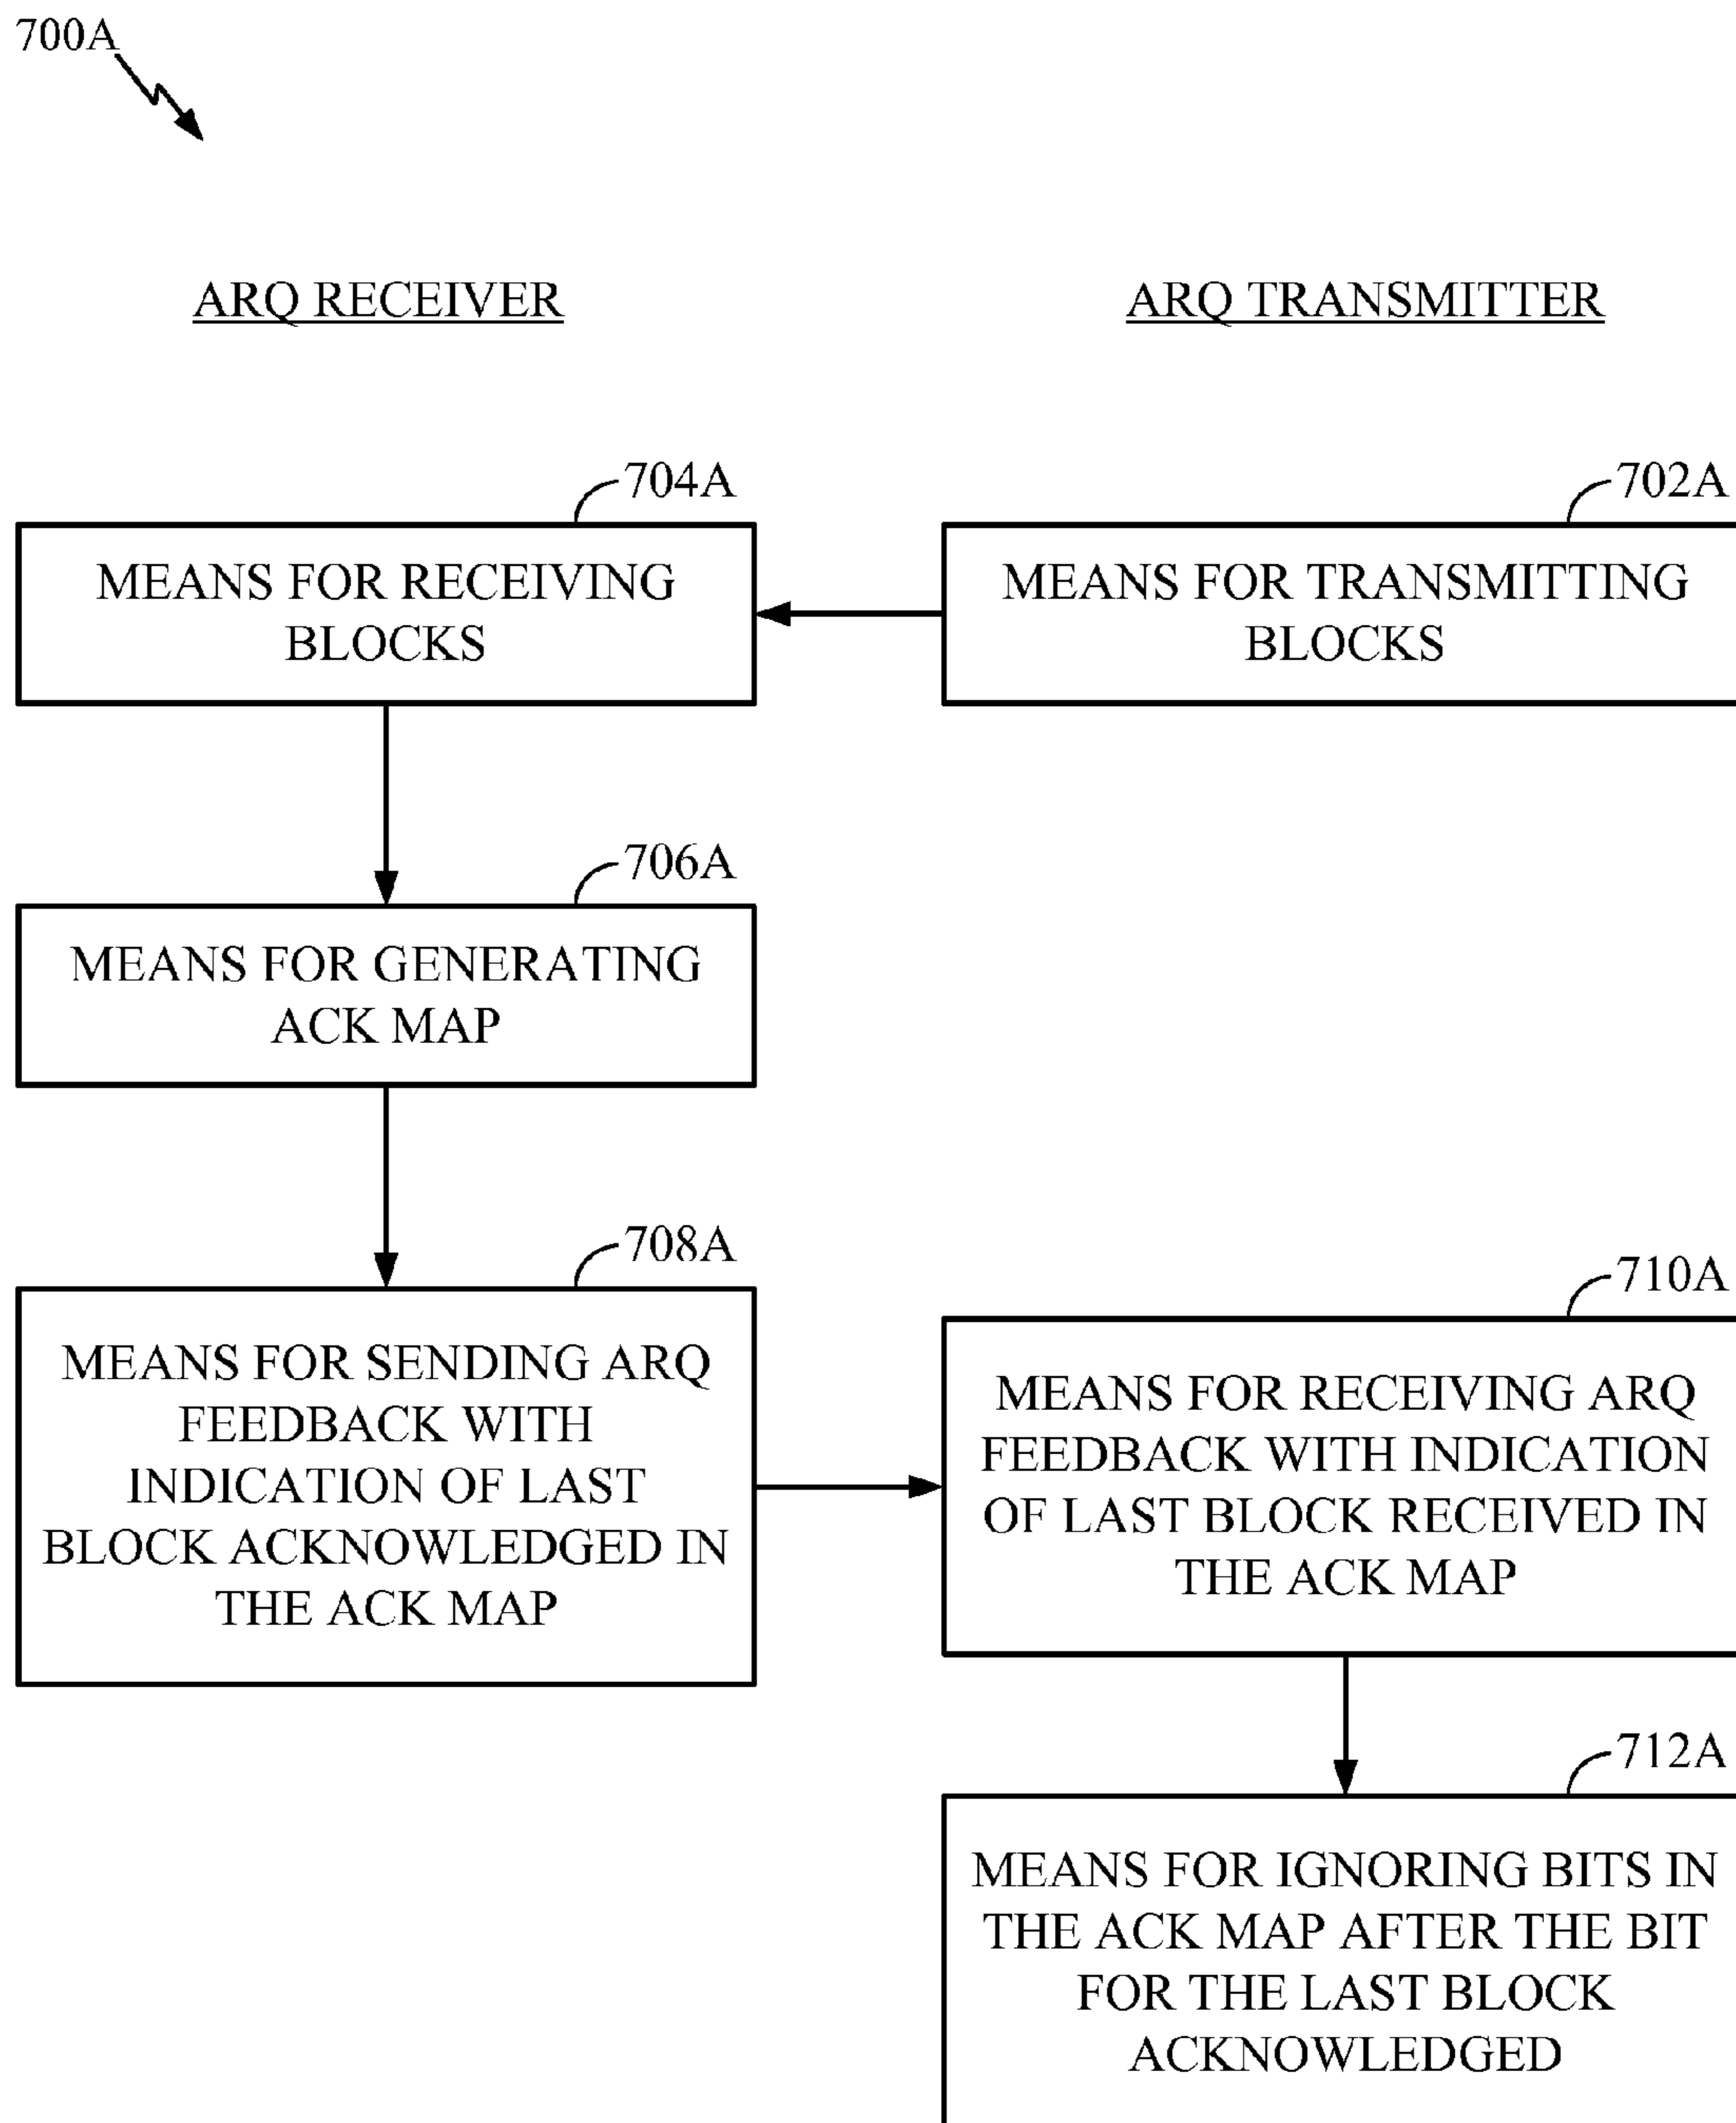 700A
ARQ RECEIVER
ARQ TRANSMITTER
704A
702A
MEANS FOR RECEIVING
BLOCKS
MEANS FOR TRANSMITTING
BLOCKS
706A
MEANS FOR GENERATING
ACK MAP
708A
MEANS FOR SENDING ARQ
FEEDBACK WITH
INDICATION OF LAST
BLOCK ACKNOWLEDGED IN
THE ACK MAP
710A
MEANS FOR RECEIVING ARQ
FEEDBACK WITH INDICATION
OF LAST BLOCK RECEIVED IN
THE ACK MAP
712A
MEANS FOR IGNORING BITS IN
THE ACK MAP AFTER THE BIT
FOR THE LAST BLOCK
ACKNOWLEDGED